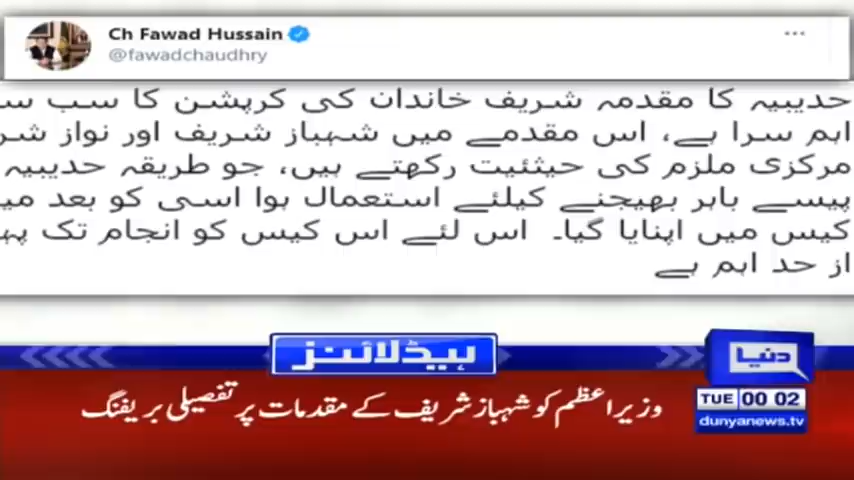 Ch Fawad Hussain
@fawadchaudhry
حدیبیہ کا مقدمہ شریف خاندان کی کرپشن کا سب
اہم سرا ہے، اس مقدمے میں شہباز شریف اور نواز
مرکزی ملزم کی حیثئیت رکھتے ہیں، جو طریقہ حدیبیہ
پیسے باہر بھیجنے کیلئے استعمال ہوا اسی کو بعد
کیس میں اپنایا گیا۔ اس لئے اس کیس کو انجام تک
از حد اہم ہے
ہیڈلائنز
دنیا
وزیراعظم کو شہباز شریف کے مقدمات پر تفصیلی بریفنگ
TUE 00 02
dunyanews.tv